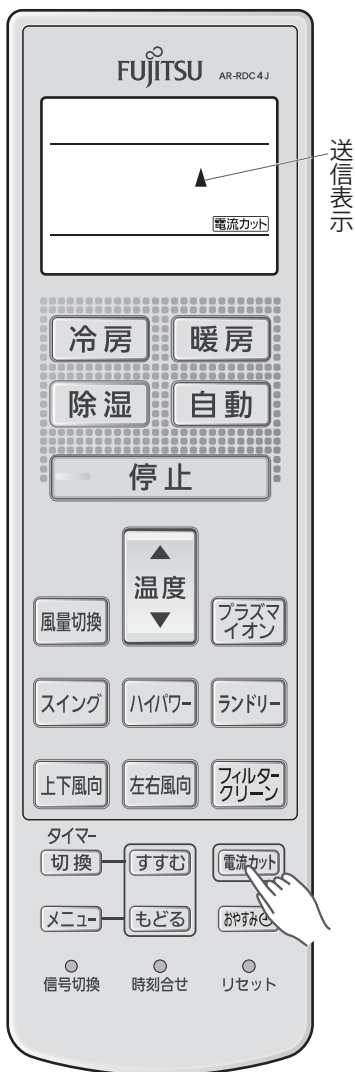 FUJITSU AR-RDC4J
送信表示
電流カット
冷房 暖房
除湿 自動
停止
▲
温度
▼
風量切換
プラズマ
イオン
スイング ハイパワー ランドリー
上下風向 左右風向
フィルター
クリーン
タイマー
切換 すすむ 電流カット
メニュー もどる おやすみ
信号切換 時刻合せ リセット